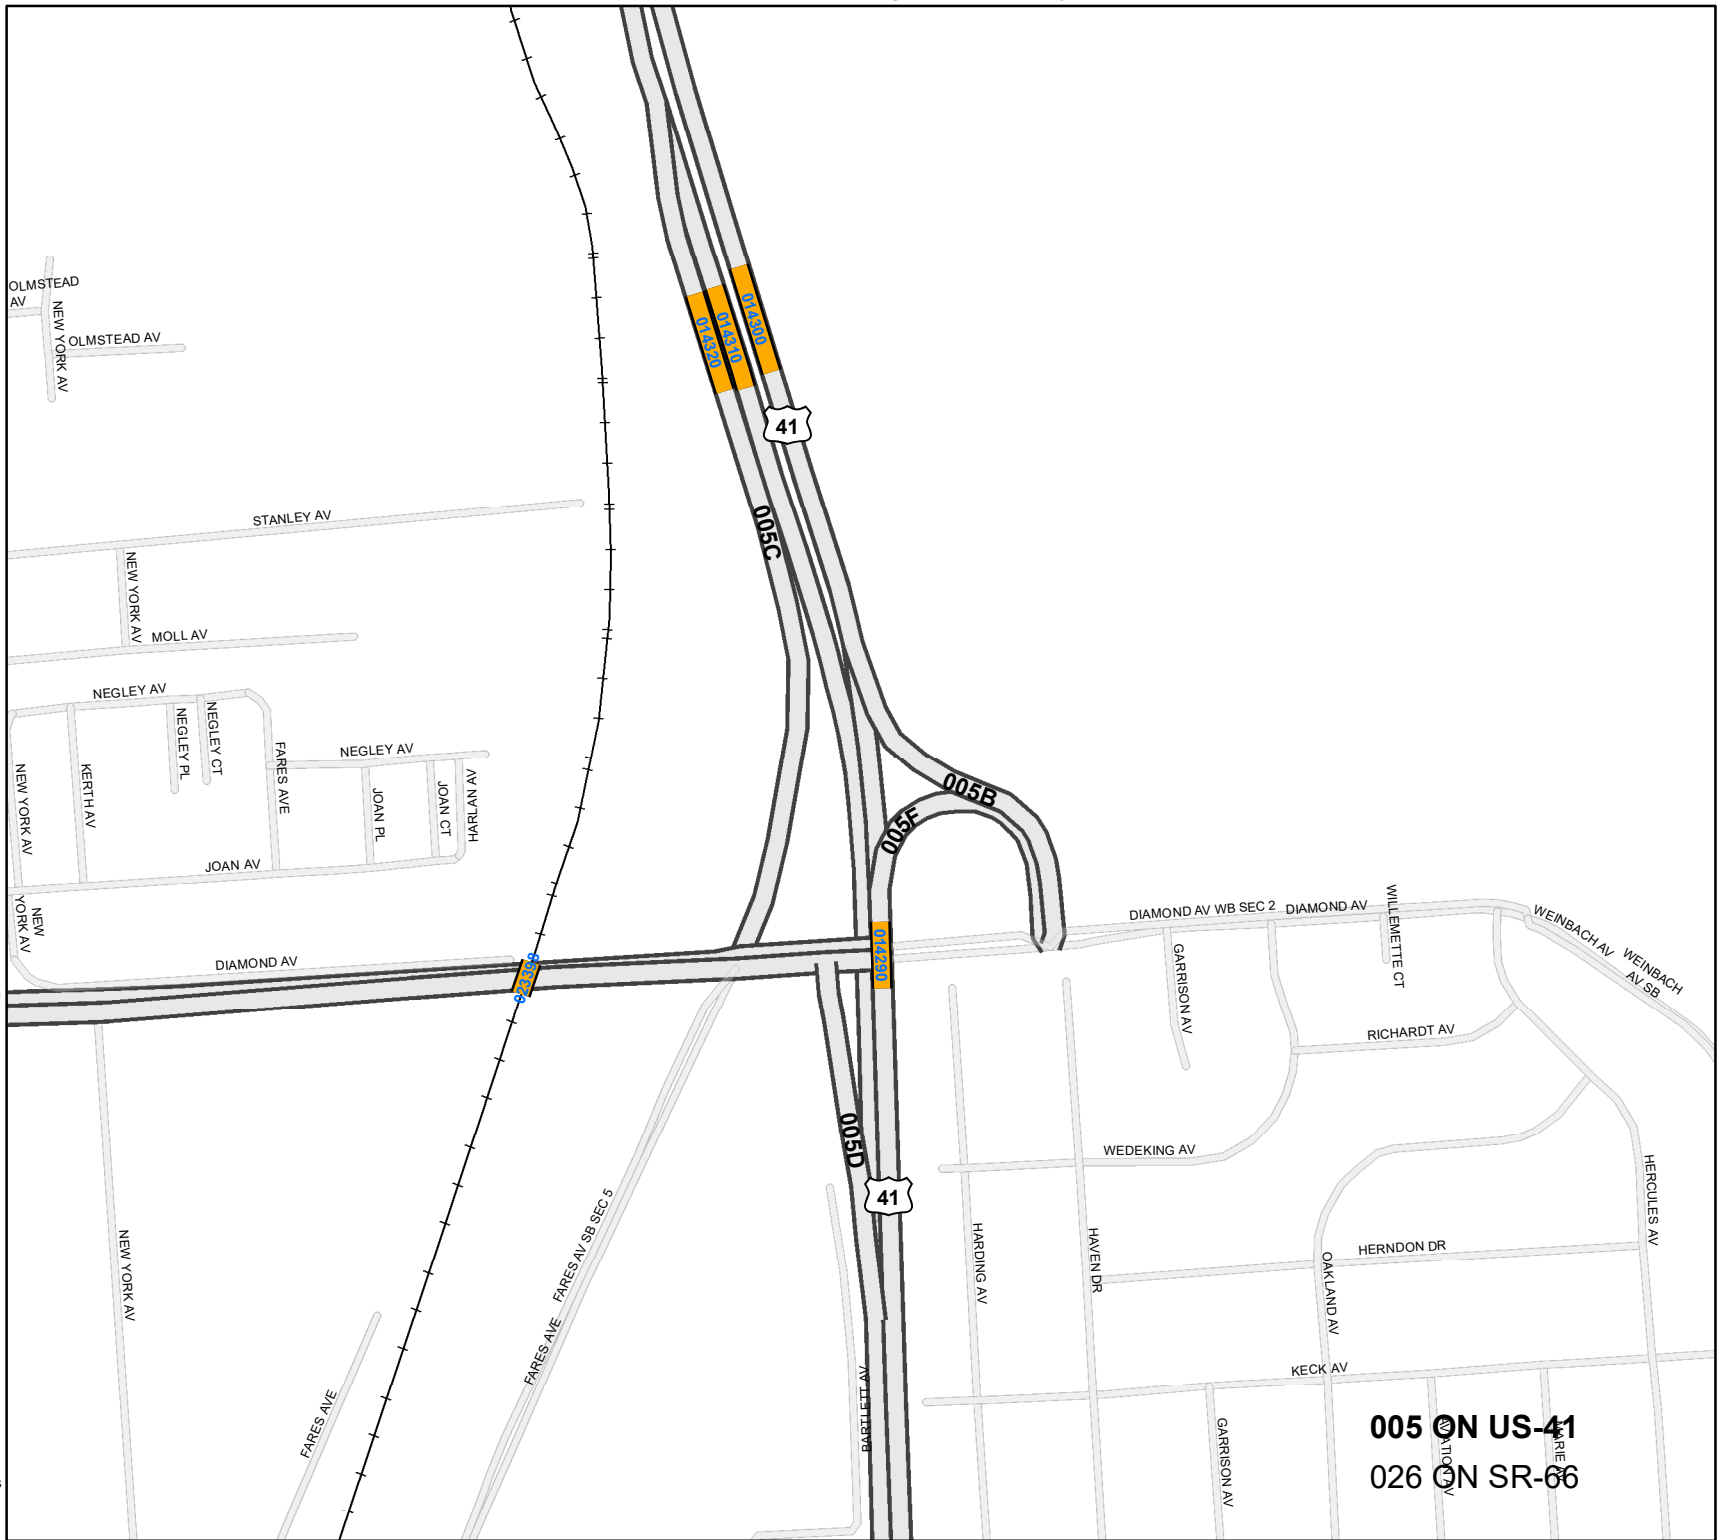 OLMSTEAD
AV
NEW YORK AV
OLMSTEAD AV
014300
014310
014320
41
STANLEY AV
005C
NEW YORK AV
MOLL AV
NEGLEY AV
NEGLEY PL
NEGLEY CT
FARES AVE
NEGLEY AV
NEW YORK AV
KERTH AV
JOAN PL
JOAN CT
HARLAN AV
005B
005F
JOAN AV
NEW
YORK AV
DIAMOND AV
023398
014290
DIAMOND AV WB SEC 2
DIAMOND AV
WILLEMETTE CT
WEINBACH AV
WEINBACH
AV SB
GARRISON AV
RICHARDT AV
005D
WEDEKING AV
41
HERCULES AV
NEW YORK AV
FARES AV SB SEC 5
HARDING AV
HAVEN DR
HERNDON DR
OAKLAND AV
FARES AVE
KECK AV
FARES AVE
BARTLETT AV
GARRISON AV
AVIATION AV
MARIE AV
005 ON US-41
026 ON SR-66